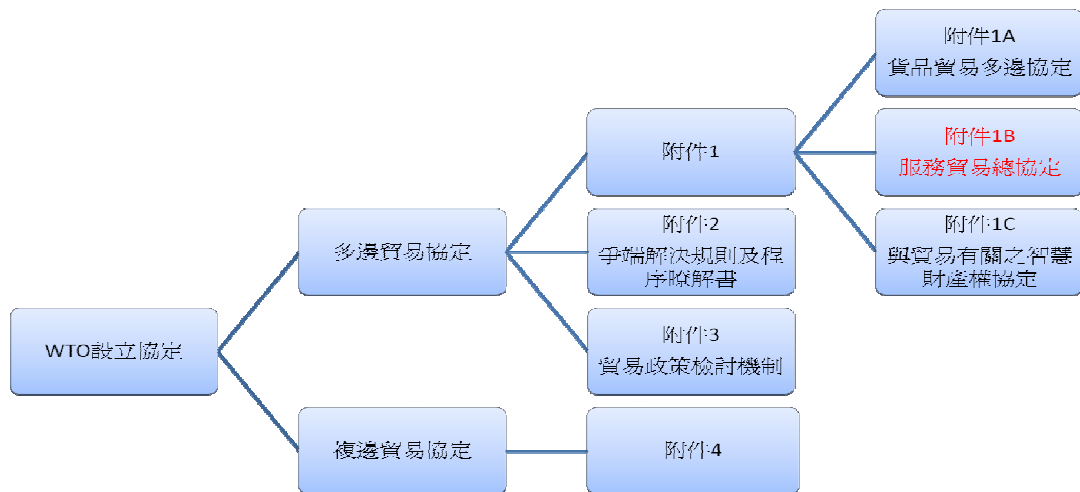 WTO設立協定
多邊貿易協定
附件1
附件1A
貨品貿易多邊協定
附件1B
服務貿易總協定
附件1C
與貿易有關之智慧
財產權協定
附件2
爭端解決規則及程
序瞭解書
附件3
貿易政策檢討機制
複邊貿易協定
附件4